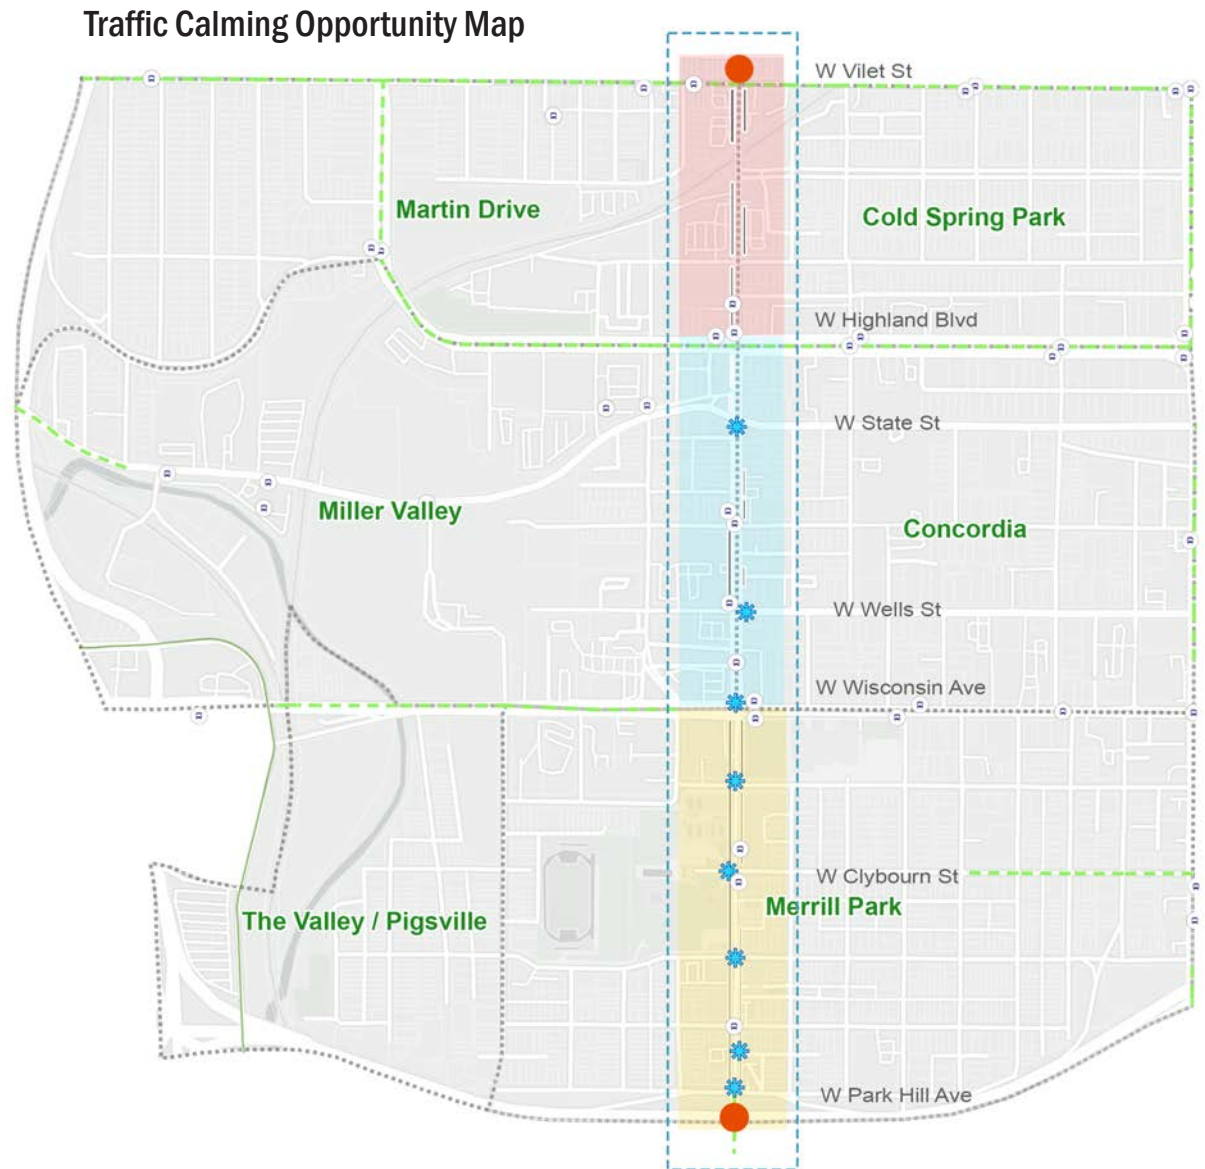 Traffic Calming Opportunity Map
W Vilet St
Martin Drive
Cold Spring Park
W Highland Blvd
W State St
Miller Valley
Concordia
W Wells St
W Wisconsin Ave
W Clybourn St
Merrill Park
The Valley / Pigsville
W Park Hill Ave